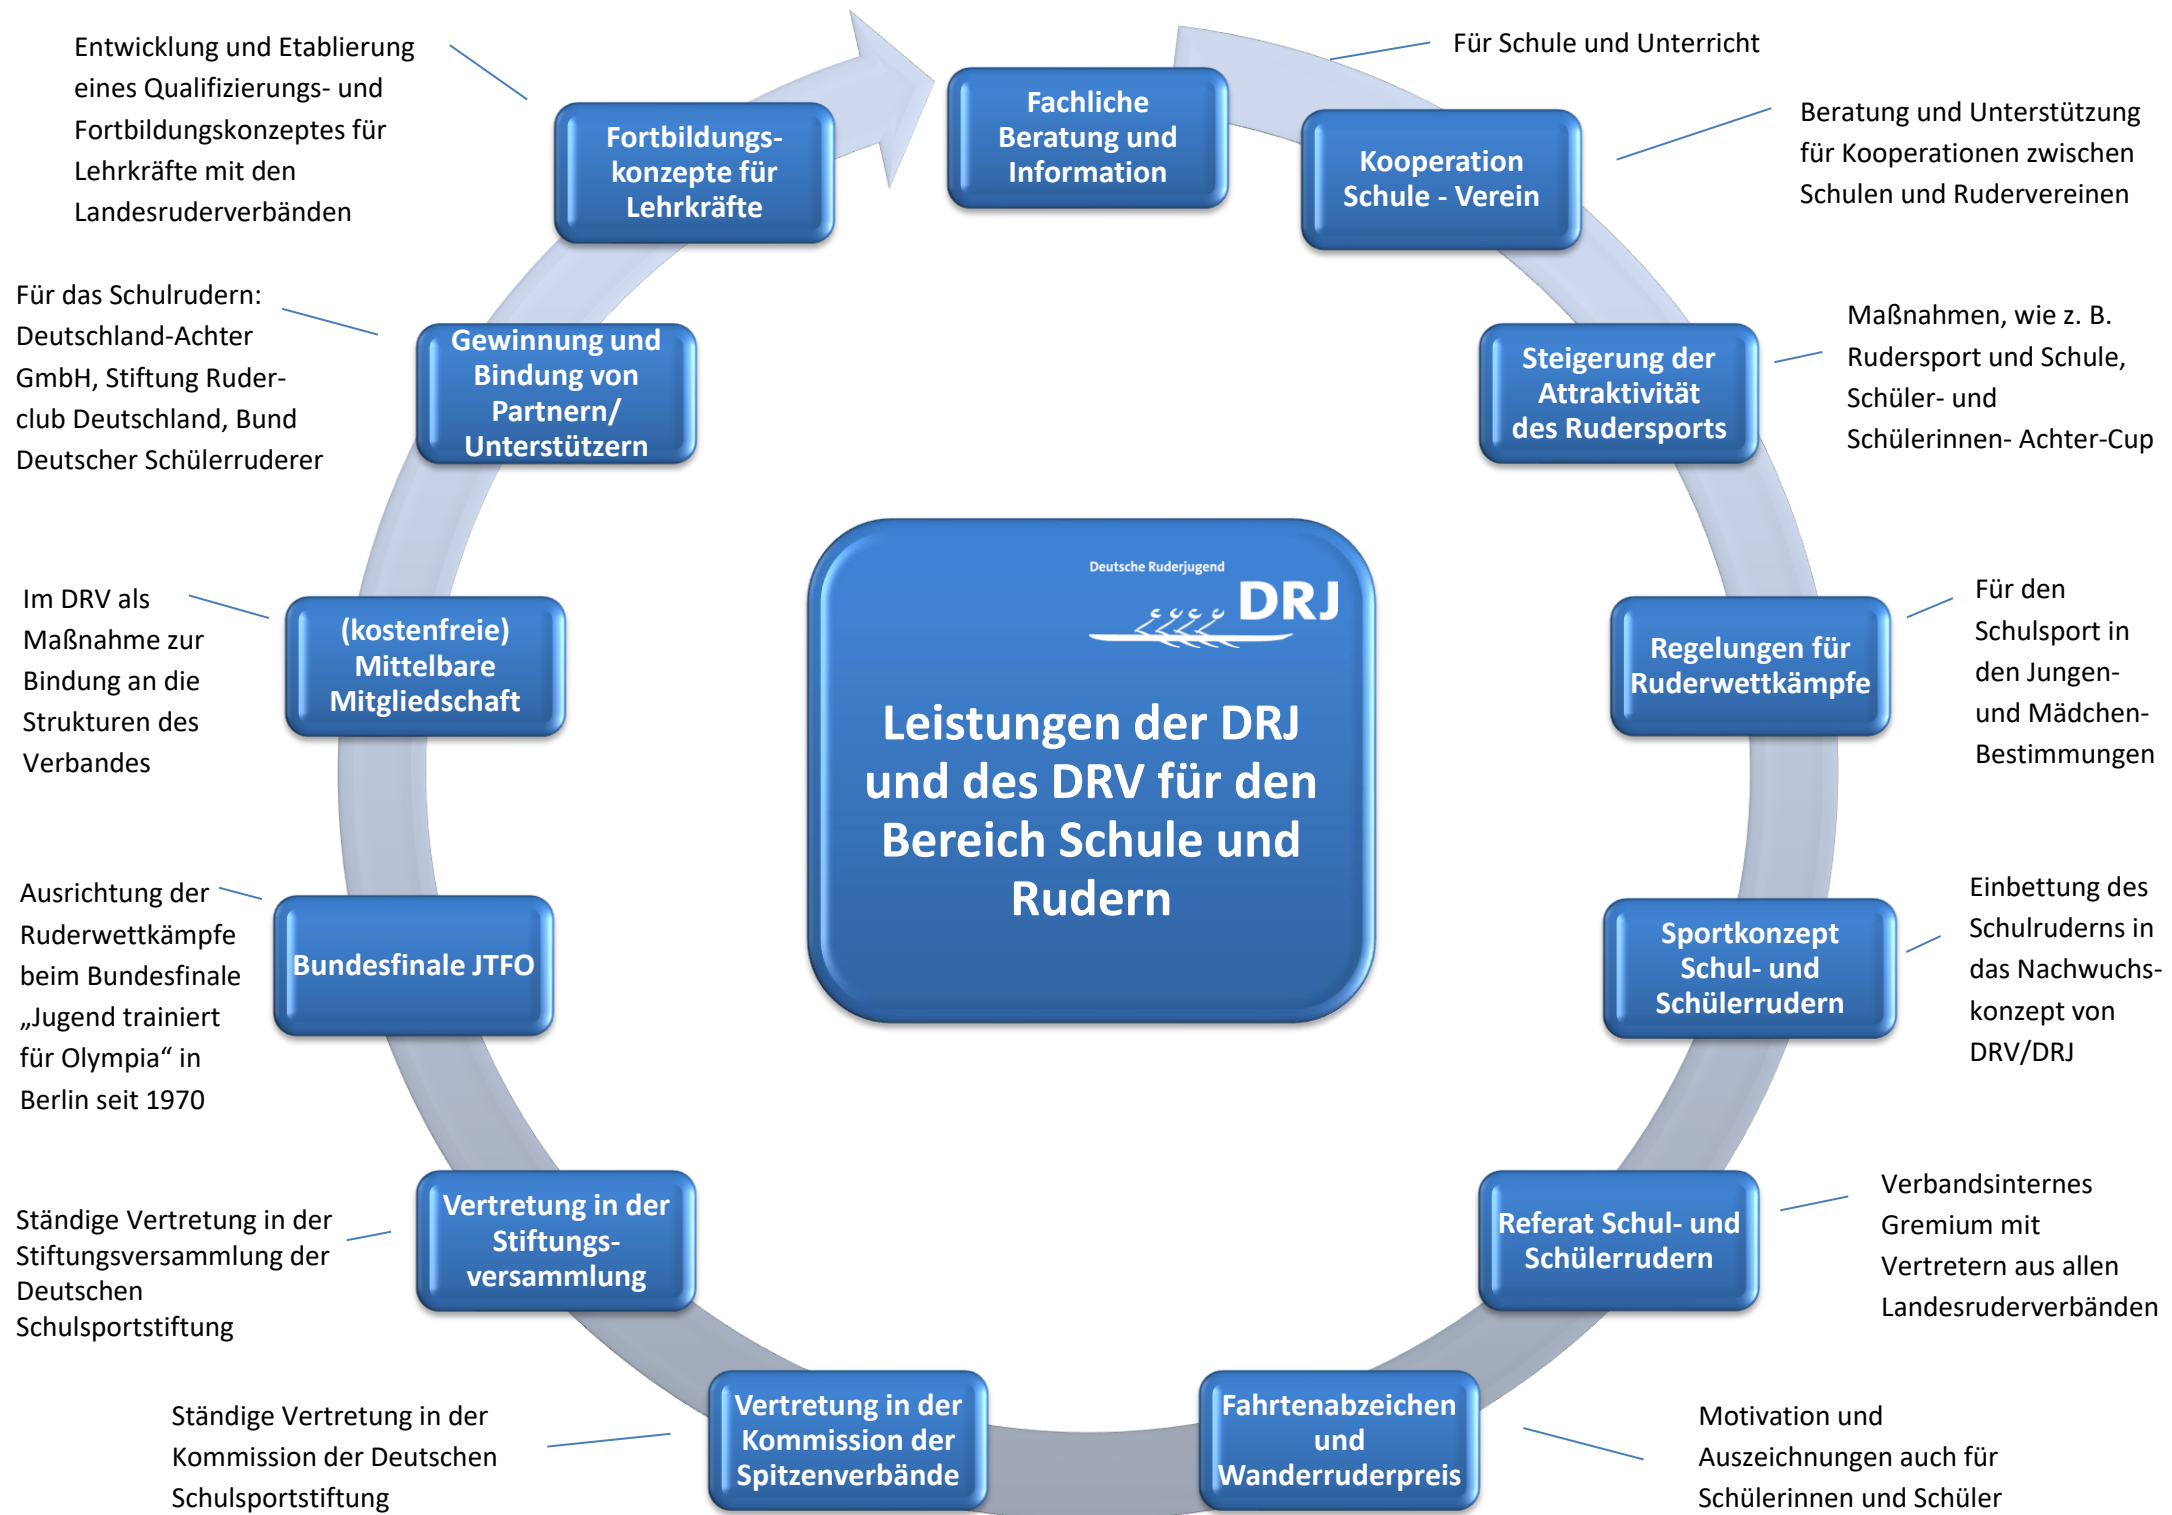 Fachliche
Beratung und
Information
Für Schule und Unterricht
Kooperation
Schule - Verein
Beratung und Unterstützung
für Kooperationen zwischen
Schulen und Rudervereinen
Steigerung der
Attraktivität
des Rudersports
Maßnahmen, wie z. B.
Rudersport und Schule,
Schüler- und
Schülerinnen- Achter-Cup
Regelungen für
Ruderwettkämpfe
Für den
Schulsport in
den Jungen-
und Mädchen-
Bestimmungen
Sportkonzept
Schul- und
Schülerrudern
Einbettung des
Schulruderns in
das Nachwuchs-
konzept von
DRV/DRJ
Referat Schul- und
Schülerrudern
Verbandsinternes
Gremium mit
Vertretern aus allen
Landesruderverbänden
Fahrtenabzeichen
und
Wanderruderpreis
Motivation und
Auszeichnungen auch für
Schülerinnen und Schüler
Vertretung in der
Kommission der
Spitzenverbände
Ständige Vertretung in der
Kommission der Deutschen
Schulsportstiftung
Vertretung in der
Stiftungs-
versammlung
Ständige Vertretung in der
Stiftungsversammlung der
Deutschen
Schulsportstiftung
Bundesfinale JTFO
Ausrichtung der
Ruderwettkämpfe
beim Bundesfinale
„Jugend trainiert
für Olympia“ in
Berlin seit 1970
(kostenfreie)
Mittelbare
Mitgliedschaft
Im DRV als
Maßnahme zur
Bindung an die
Strukturen des
Verbandes
Gewinnung und
Bindung von
Partnern/
Unterstützern
Für das Schulrudern:
Deutschland-Achter
GmbH, Stiftung Ruder-
club Deutschland, Bund
Deutscher Schülerruderer
Fortbildungs-
konzepte für
Lehrkräfte
Entwicklung und Etablierung
eines Qualifizierungs- und
Fortbildungskonzeptes für
Lehrkräfte mit den
Landesruderverbänden
Deutsche Ruderjugend
DRJ
Leistungen der DRJ
und des DRV für den
Bereich Schule und
Rudern